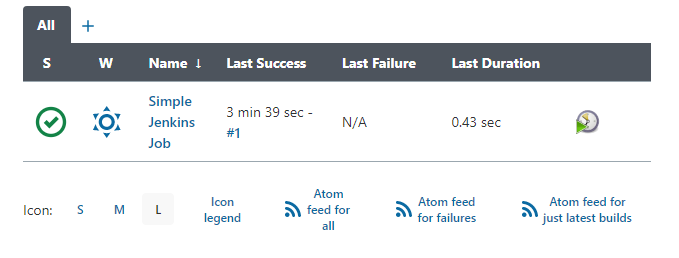 All +
S W Name ↓ Last Success Last Failure Last Duration
Simple
Jenkins
Job
3 min 39 sec -
#1
N/A
0.43 sec
Icon: S M L
Icon
legend
Atom
feed for
all
Atom feed
for failures
Atom feed for
just latest builds